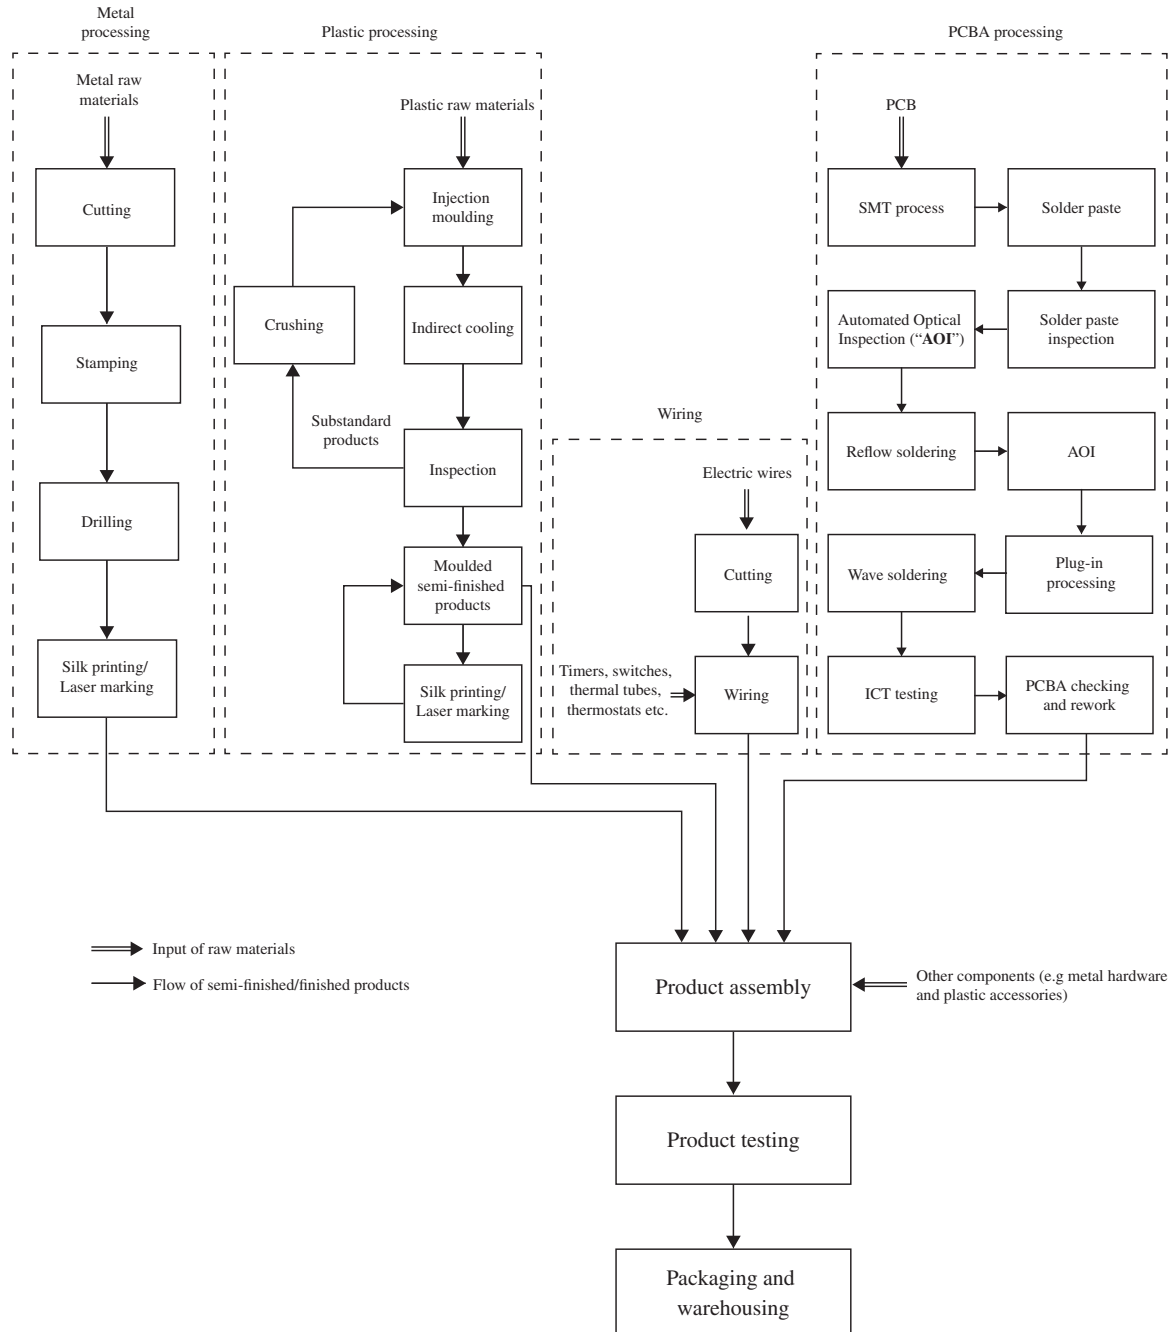 Metal
processing
Metal raw
materials
Cutting
Stamping
Drilling
Silk printing/
Laser marking
Plastic processing
Plastic raw materials
Injection
moulding
Crushing
Indirect cooling
Substandard
products
Inspection
Moulded
semi-finished
products
Silk printing/
Laser marking
Wiring
Electric wires
Cutting
Timers, switches,
thermal tubes,
thermostats etc.
Wiring
PCBA processing
PCB
SMT process
Solder paste
Automated Optical
Inspection (“AOI”)
Solder paste
inspection
Reflow soldering
AOI
Wave soldering
Plug-in
processing
ICT testing
PCBA checking
and rework
Input of raw materials
Flow of semi-finished/finished products
Product assembly
Other components (e.g metal hardware
and plastic accessories)
Product testing
Packaging and
warehousing